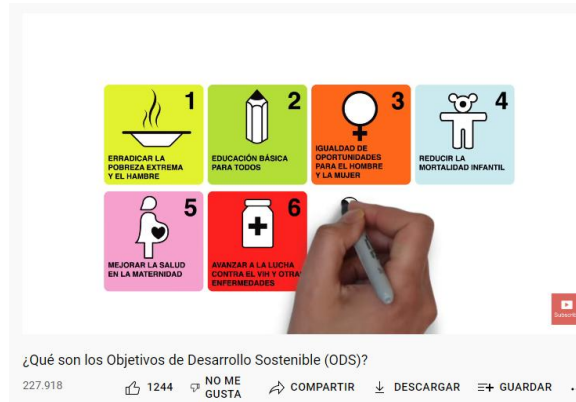 1
ERRADICAR LA
POBREZA EXTREMA
Y EL HAMBRE
2
EDUCACIÓN BÁSICA
PARA TODOS
3
IGUALDAD DE
OPORTUNIDADES
PARA EL HOMBRE
Y LA MUJER
4
REDUCIR LA
MORTALIDAD INFANTIL
5
MEJORAR LA SALUD
EN LA MATERNIDAD
6
AVANZAR A LA LUCHA
CONTRA EL VIH Y OTRA
ENFERMEDADES
¿Qué son los Objetivos de Desarrollo Sostenible (ODS)?
227.918
1244
NO ME
GUSTA
COMPARTIR
DESCARGAR
GUARDAR